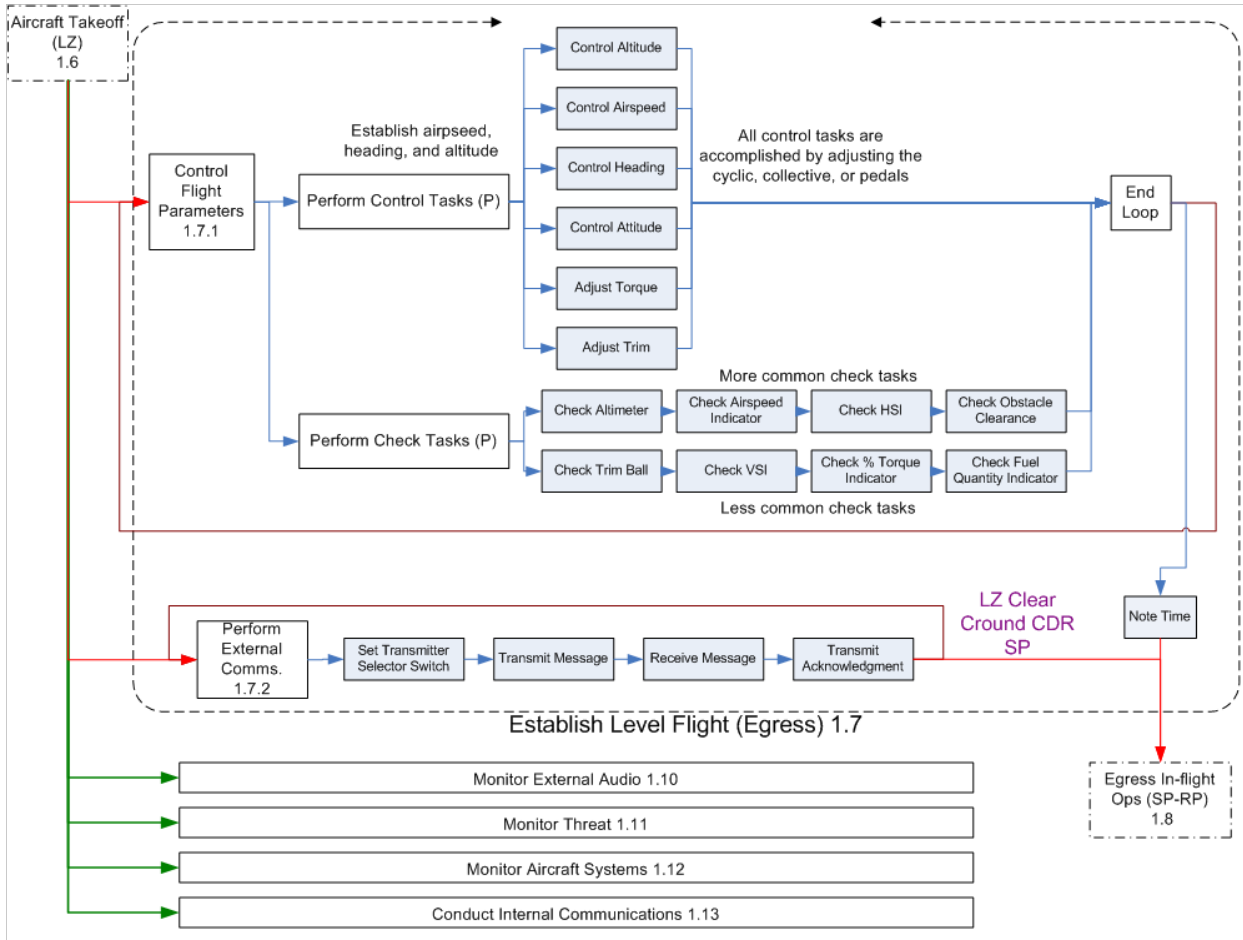 Aircraft Takeoff
(LZ)
1.6
Control Altitude
Control Airspeed
Establish airpseed,
heading, and altitude
All control tasks are
accomplished by adjusting the
cyclic, collective, or pedals
Control Heading
Control
Flight
Parameters
1.7.1
Perform Control Tasks (P)
End
Loop
Control Attitude
Adjust Torque
Adjust Trim
More common check tasks
Check Altimeter
Check Airspeed
Indicator
Check HSI
Check Obstacle
Clearance
Perform Check Tasks (P)
Check Trim Ball
Check VSI
Check % Torque
Indicator
Check Fuel
Quantity Indicator
Less common check tasks
LZ Clear
Cround CDR
SP
Note Time
Perform
External
Comms.
1.7.2
Set Transmitter
Selector Switch
Transmit Message
Receive Message
Transmit
Acknowledgment
Establish Level Flight (Egress) 1.7
Monitor External Audio 1.10
Egress In-flight
Ops (SP-RP)
1.8
Monitor Threat 1.11
Monitor Aircraft Systems 1.12
Conduct Internal Communications 1.13